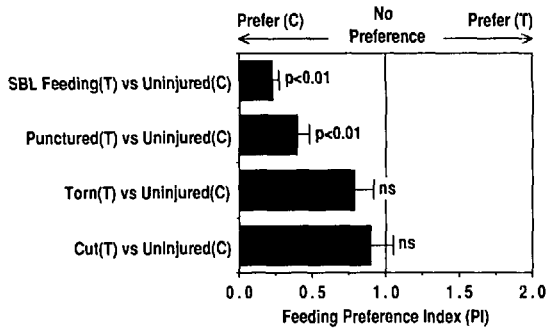 Prefer (C) No Prefer (T)
Preference
SBL Feeding(T) vs Uninjured(C) p<0.01
Punctured(T) vs Uninjured(C) p<0.01
Torn(T) vs Uninjured(C) ns
Cut(T) vs Uninjured(C) ns
0.0 0.5 1.0 1.5 2.0
Feeding Preference Index (PI)